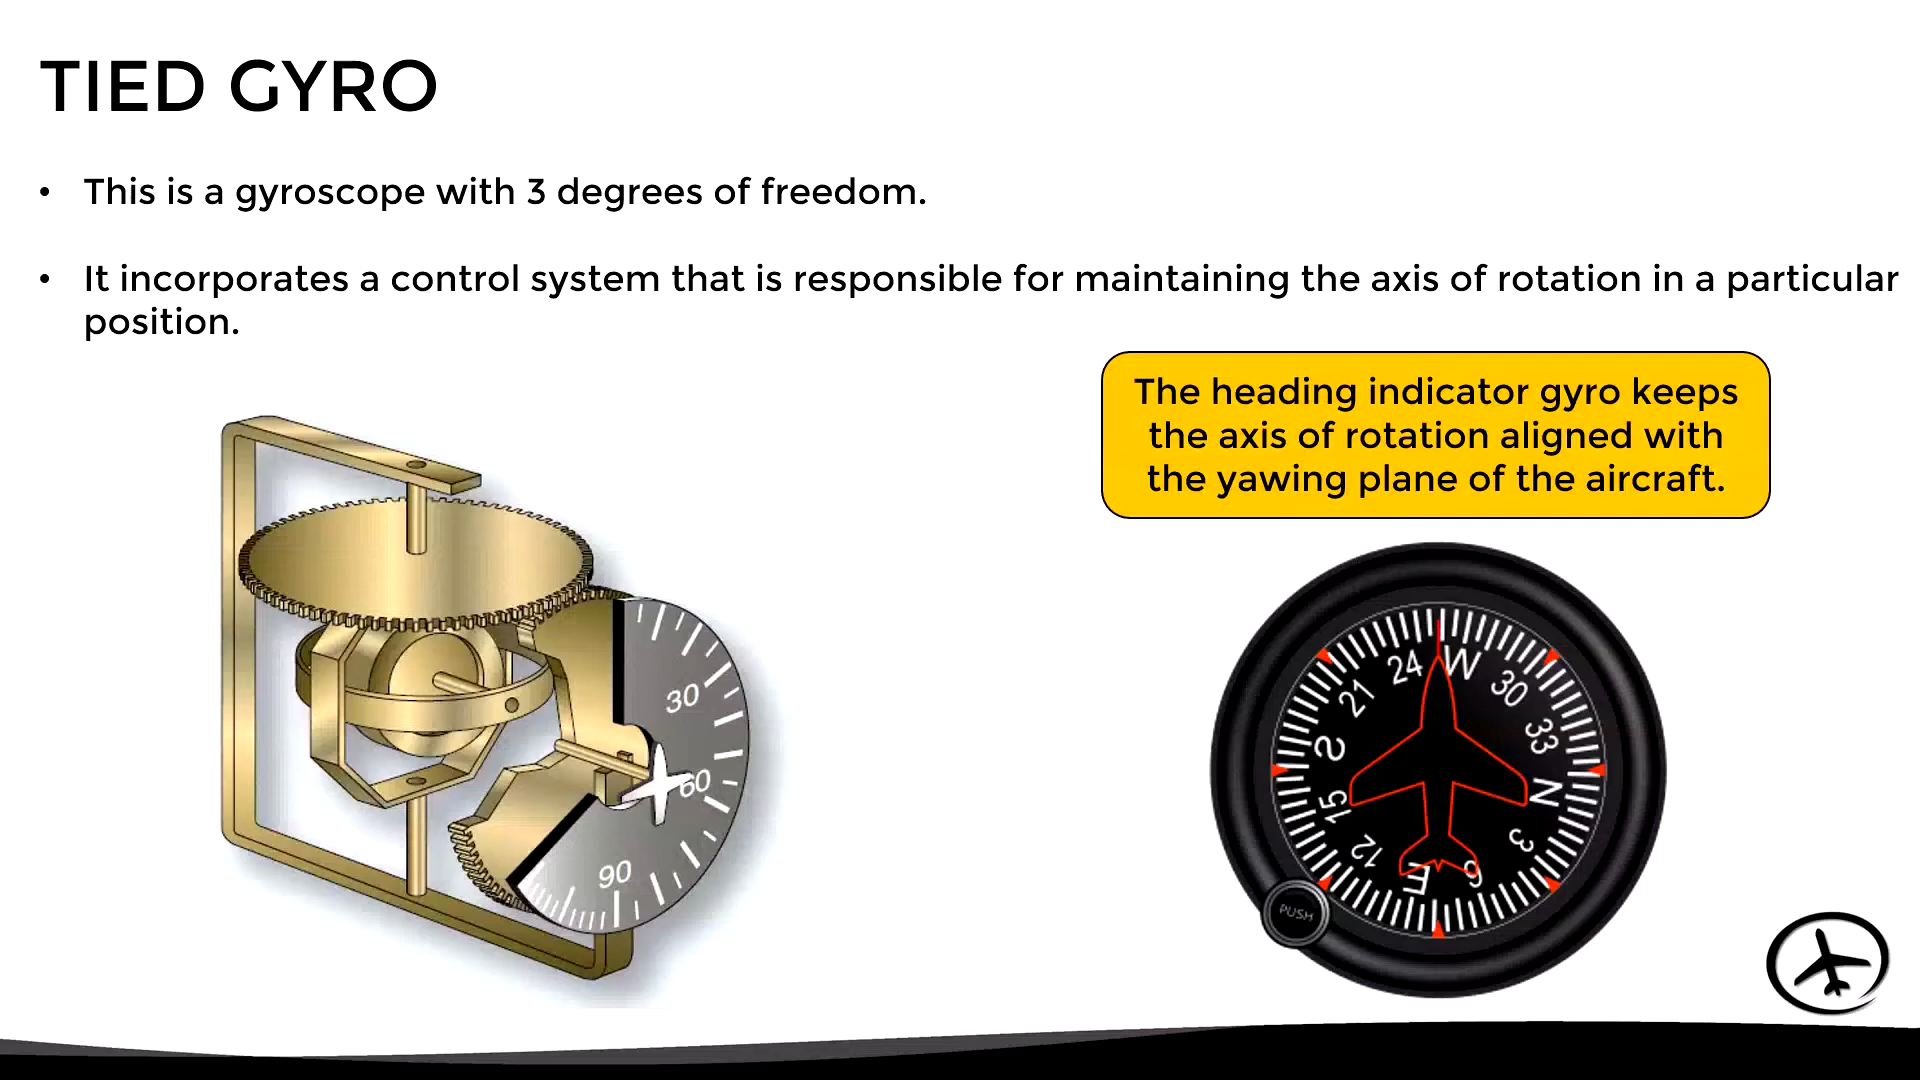 TIED GYRO
• This is a gyroscope with 3 degrees of freedom.
• It incorporates a control system that is responsible for maintaining the axis of rotation in a particular
position.
The heading indicator gyro keeps
the axis of rotation aligned with
the yawing plane of the aircraft.
30
60
90
24
W
30
33
N
3
6
E
12
15
S
21
PUSH